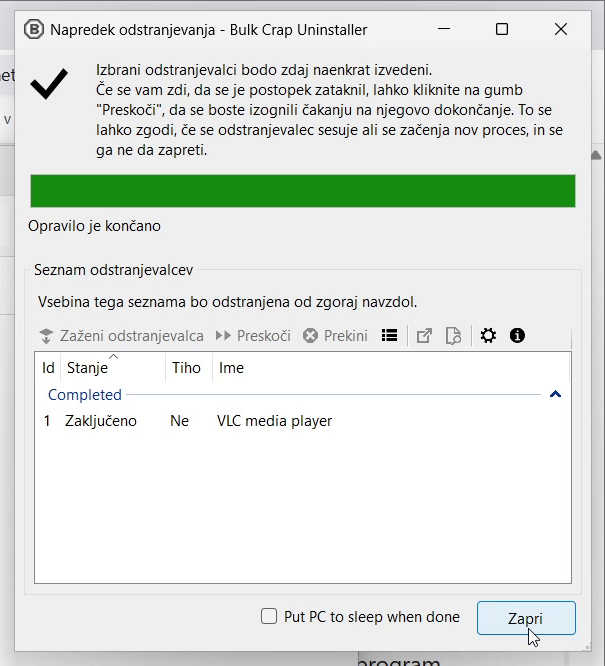 Napredek odstranjevanja - Bulk Crap Uninstaller
Izbrani odstranjevalci bodo zdaj naenkrat izvedeni.
Če se vam zdi, da se je postopek zataknil, lahko kliknite na gumb
"Preskoči", da se boste izognili čakanju na njegovo dokončanje. To se
lahko zgodi, če se odstranjevalec sesuje ali se začenja nov proces, in se
ga ne da zapreti.
Opravilo je končano
Seznam odstranjevalcev
Vsebina tega seznama bo odstranjena od zgoraj navzdol.
Zaženi odstranjevalca Preskoči Prekini
Id Stanje Tiho Ime
Completed
1 Zaključeno Ne VLC media player
Put PC to sleep when done Zapri
program